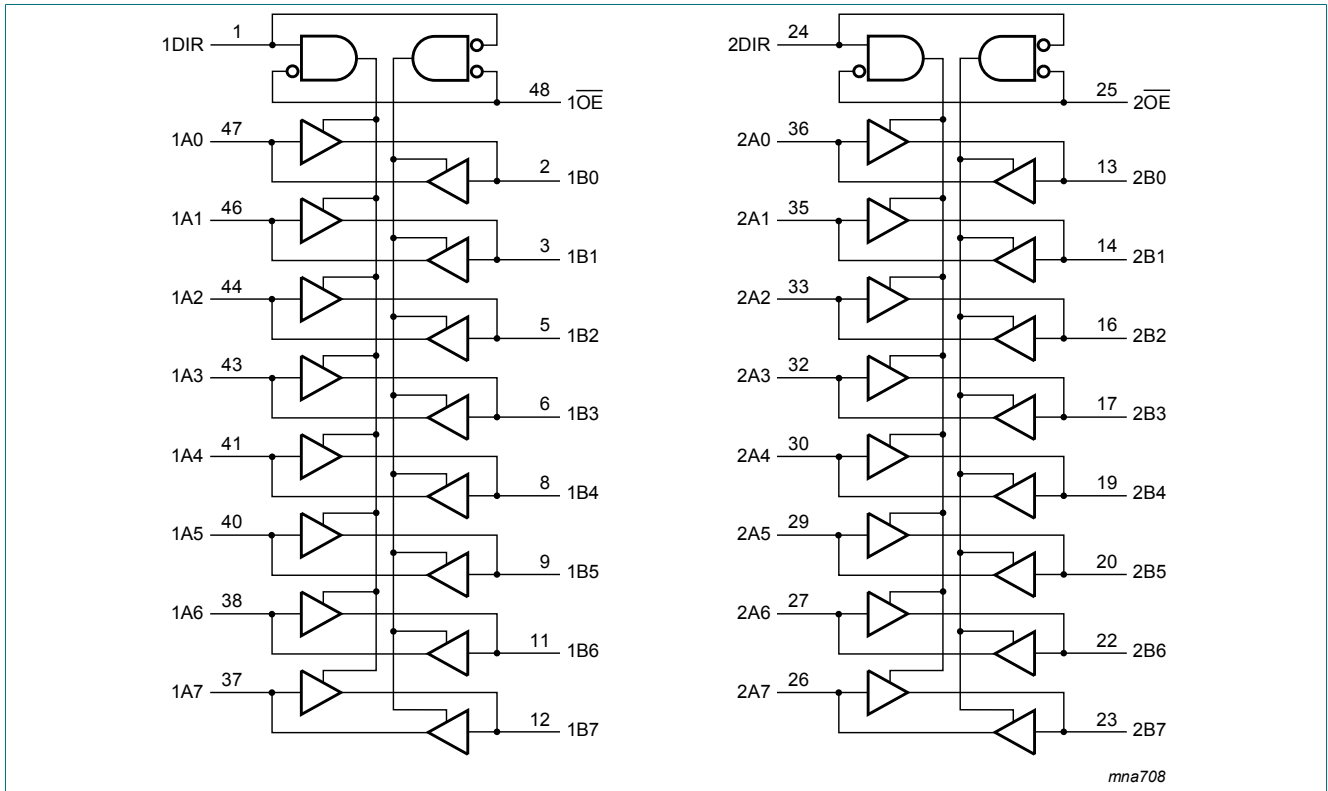 1DIR 1
48 1OE
1A0 47
2 1B0
1A1 46
3 1B1
1A2 44
5 1B2
1A3 43
6 1B3
1A4 41
8 1B4
1A5 40
9 1B5
1A6 38
11 1B6
1A7 37
12 1B7
2DIR 24
25 2OE
2A0 36
13 2B0
2A1 35
14 2B1
2A2 33
16 2B2
2A3 32
17 2B3
2A4 30
19 2B4
2A5 29
20 2B5
2A6 27
22 2B6
2A7 26
23 2B7
mna708